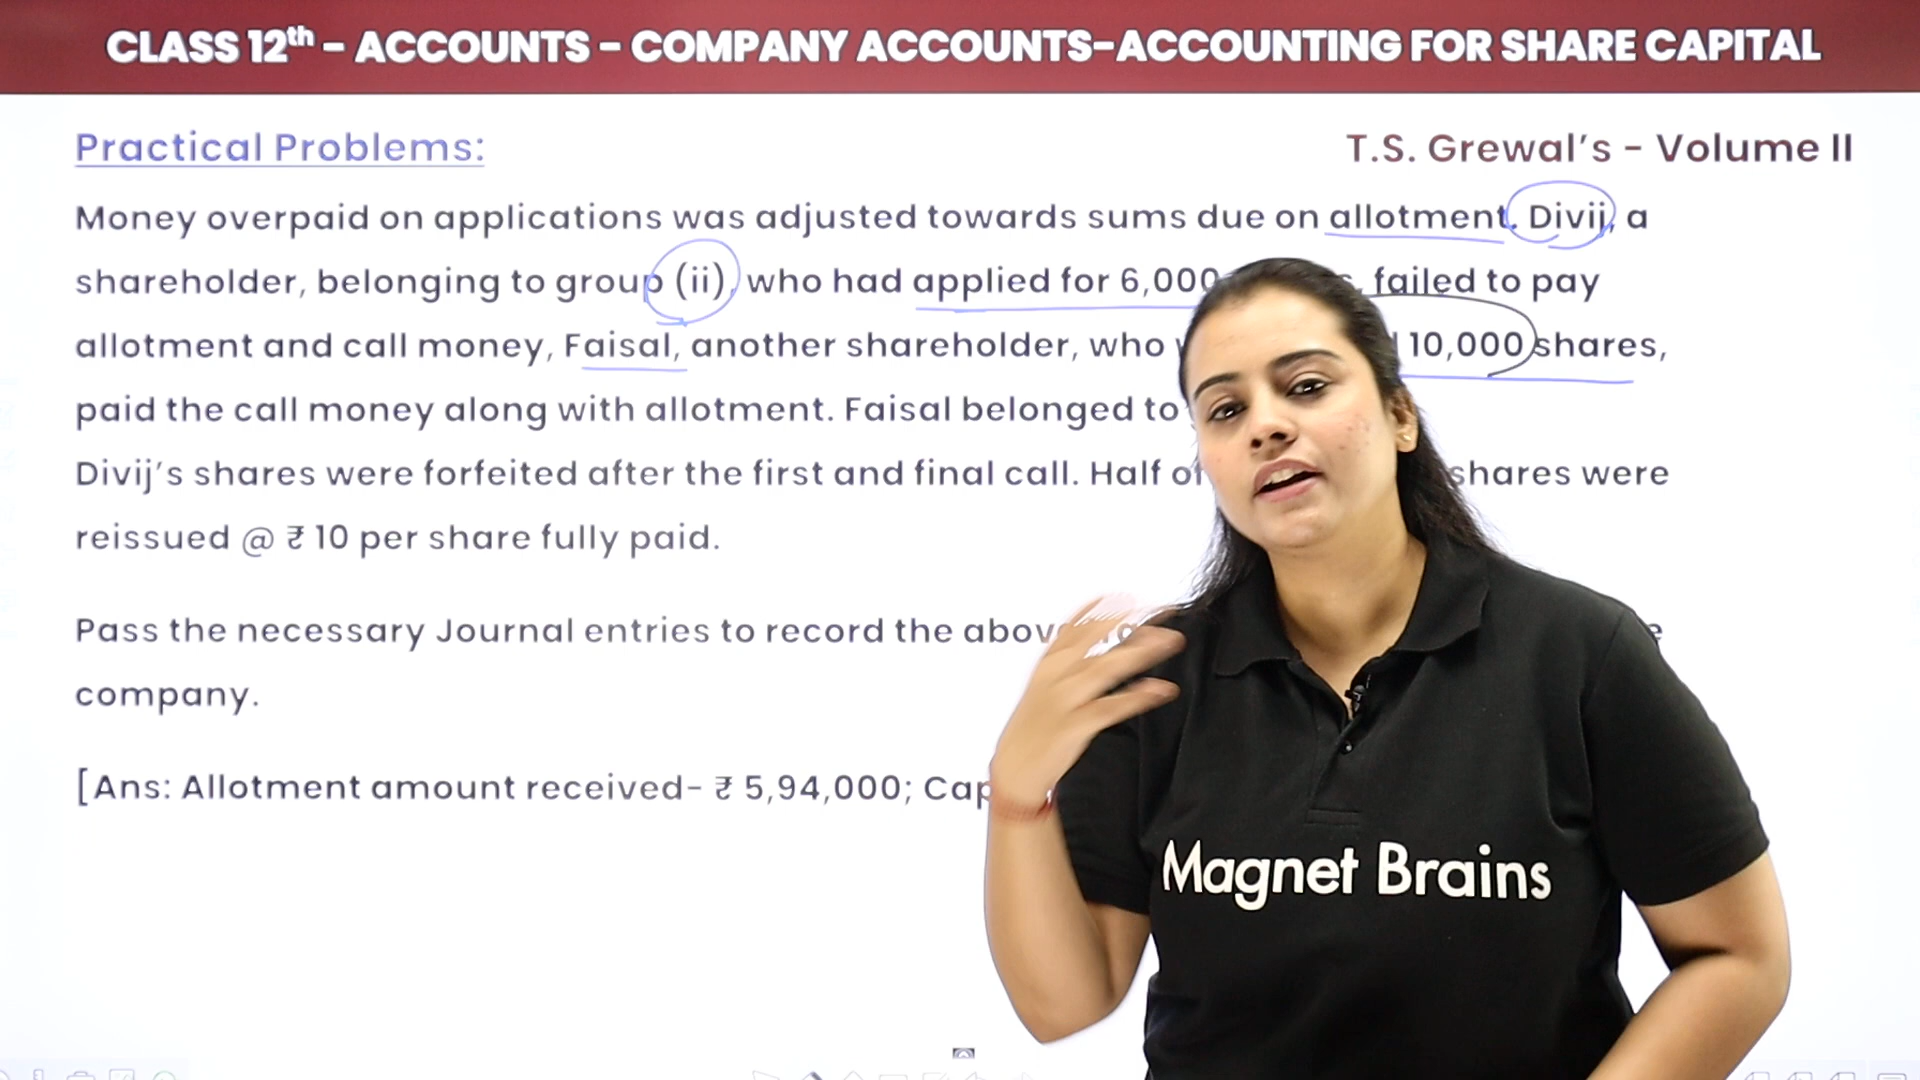 CLASS 12th - ACCOUNTS - COMPANY ACCOUNTS-ACCOUNTING FOR SHARE CAPITAL
Practical Problems:
T.S. Grewal's - Volume II
Money overpaid on applications was adjusted towards sums due on allotment. Divij, a
shareholder, belonging to group (ii), who had applied for 6,000 failed to pay
allotment and call money, Faisal, another shareholder, who 10,000 shares,
paid the call money along with allotment. Faisal belonged to
Divij's shares were forfeited after the first and final call. Half of shares were
reissued @ ₹ 10 per share fully paid.
Pass the necessary Journal entries to record the
company.
[Ans: Allotment amount received- ₹ 5,94,000;
Magnet Brains